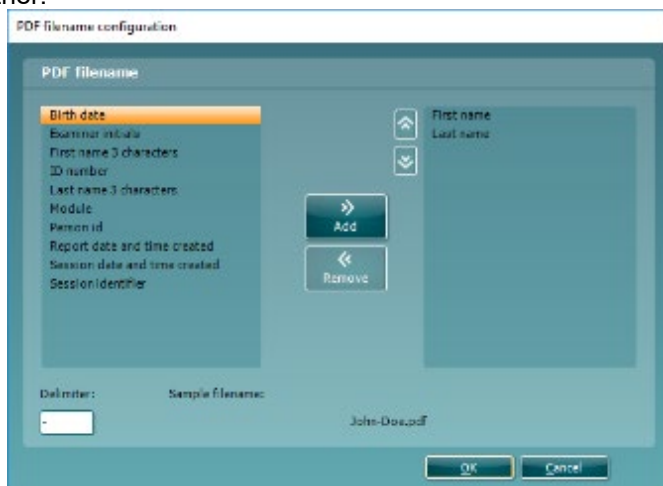 PDF filename configuration
PDF filename
Birth date
Examiner initials
First name 3 characters
ID number
Last name 3 characters
Module
Person id
Report date and time created
Session date and time created
Session identifier
First name
Last name
Add
Remove
Delimiter:
Sample filename:
-
John-Doe.pdf
OK
Cancel